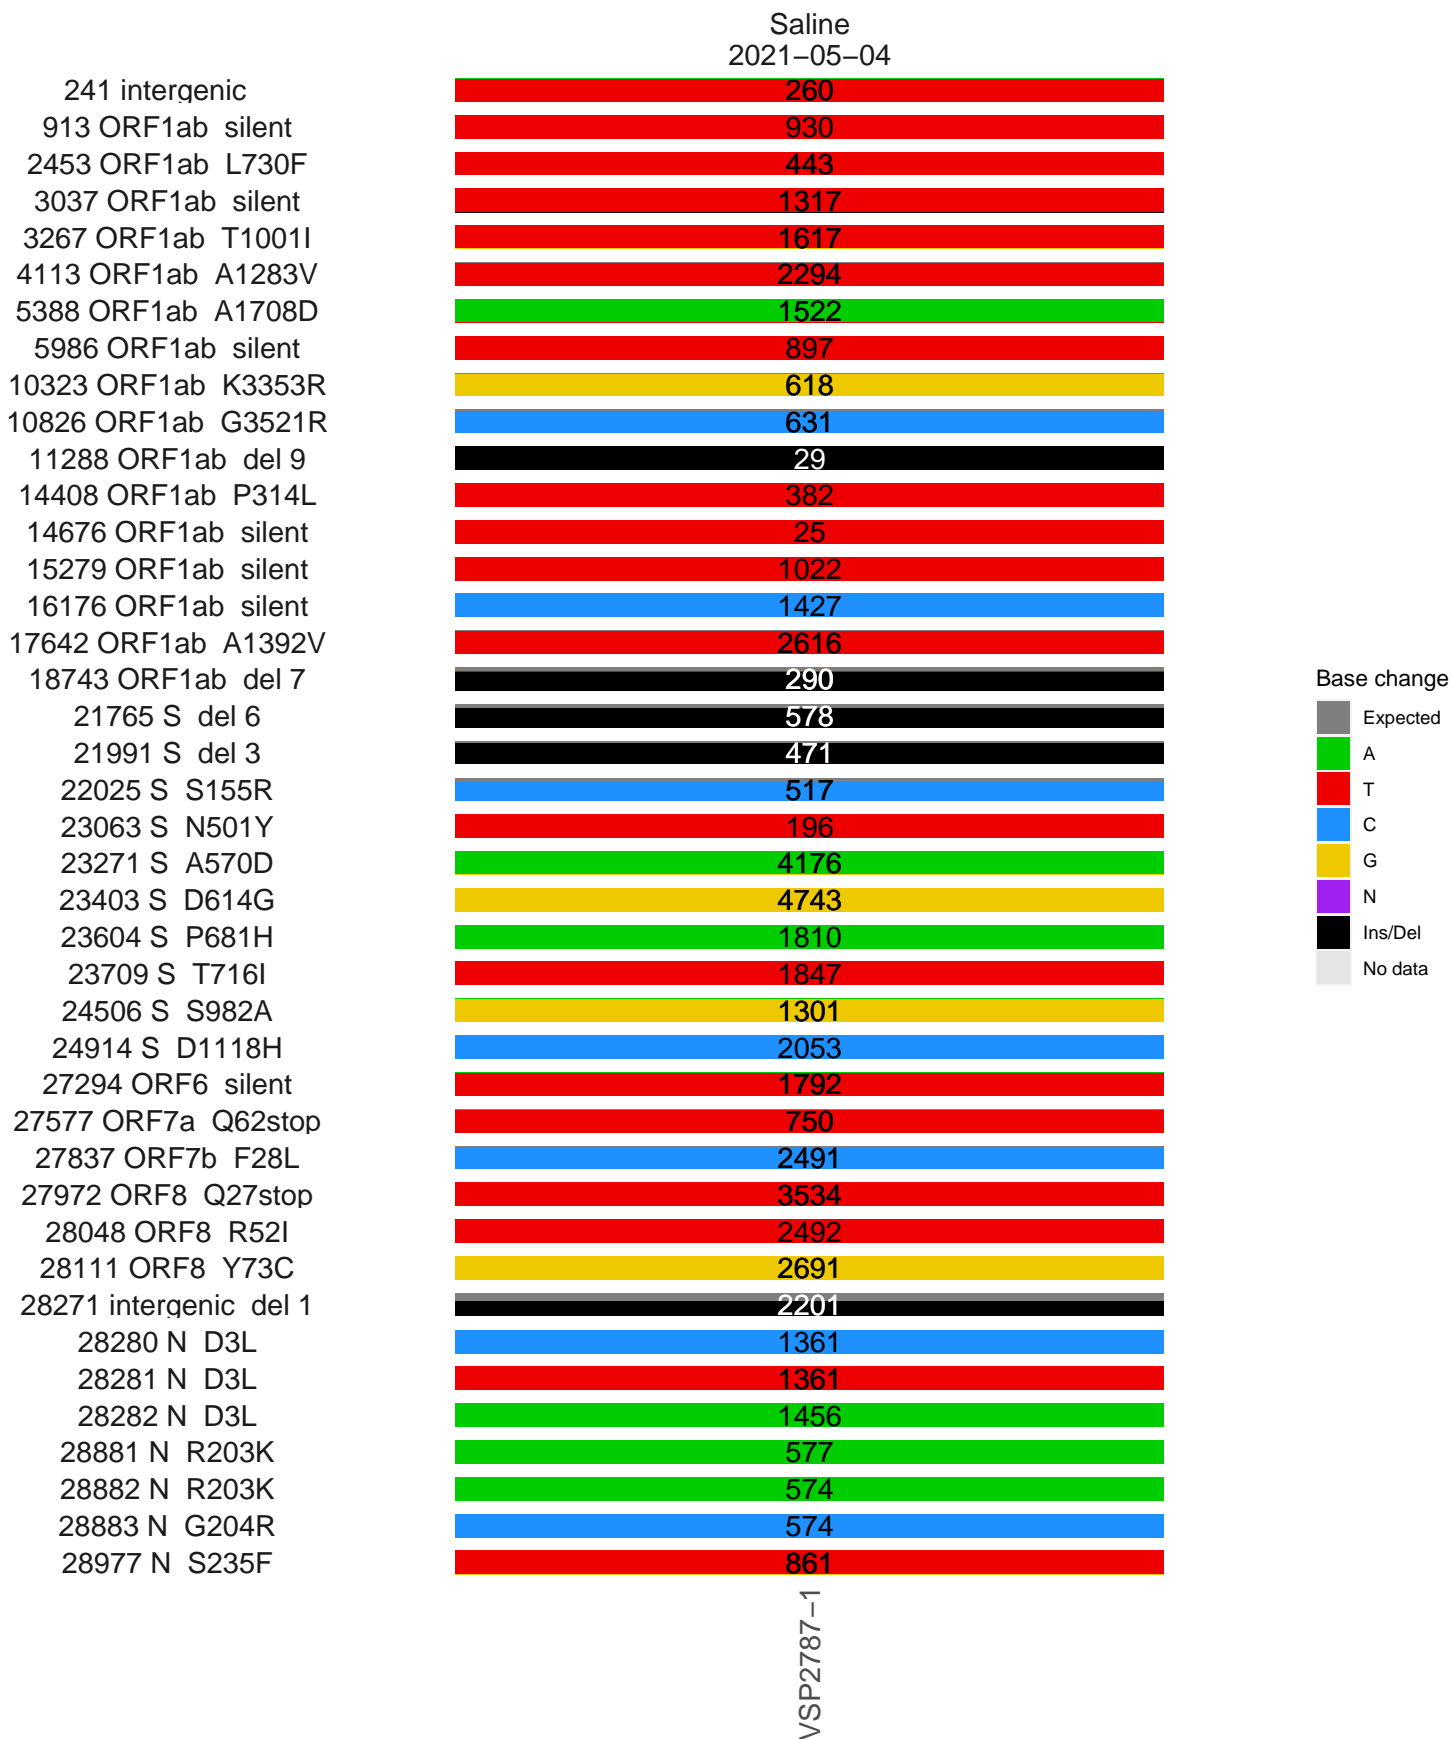 Saline
2021−05−04
241 intergenic 260
913 ORF1ab silent 930
2453 ORF1ab L730F 443
3037 ORF1ab silent 1317
3267 ORF1ab T1001I 1617
4113 ORF1ab A1283V 2294
5388 ORF1ab A1708D 1522
5986 ORF1ab silent 897
10323 ORF1ab K3353R 618
10826 ORF1ab G3521R 631
11288 ORF1ab del 9 29
14408 ORF1ab P314L 382
14676 ORF1ab silent 25
15279 ORF1ab silent 1022
16176 ORF1ab silent 1427
17642 ORF1ab A1392V 2616
18743 ORF1ab del 7 290
21765 S del 6 578
21991 S del 3 471
22025 S S155R 517
23063 S N501Y 196
23271 S A570D 4176
23403 S D614G 4743
23604 S P681H 1810
23709 S T716I 1847
24506 S S982A 1301
24914 S D1118H 2053
27294 ORF6 silent 1792
27577 ORF7a Q62stop 750
27837 ORF7b F28L 2491
27972 ORF8 Q27stop 3534
28048 ORF8 R52I 2492
28111 ORF8 Y73C 2691
28271 intergenic del 1 2201
28280 N D3L 1361
28281 N D3L 1361
28282 N D3L 1456
28881 N R203K 577
28882 N R203K 574
28883 N G204R 574
28977 N S235F 861
VSP2787−1
Base change
Expected
A
T
C
G
N
Ins/Del
No data